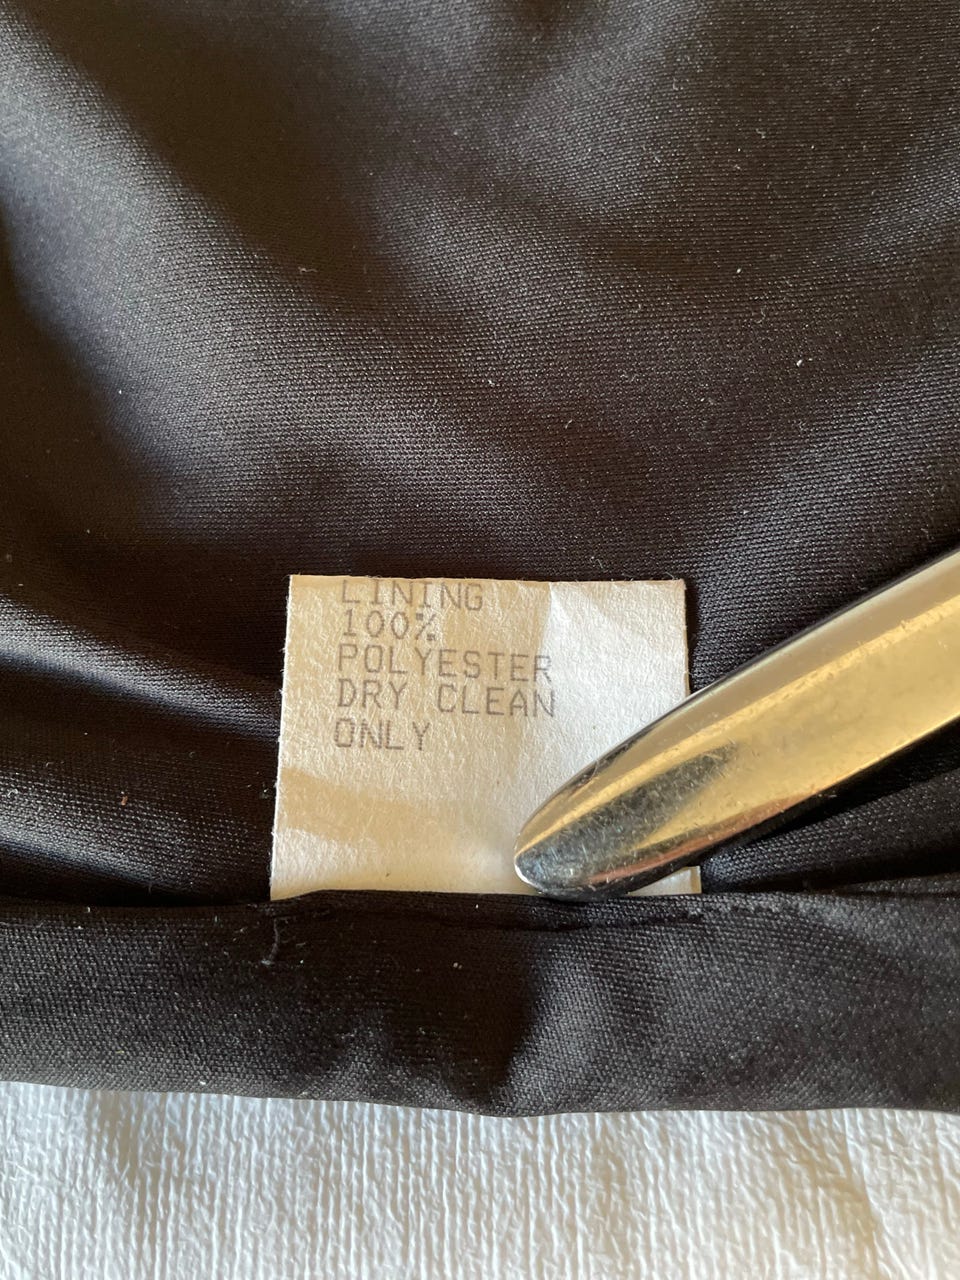 LINING
100%
POLYESTER
DRY CLEAN
ONLY